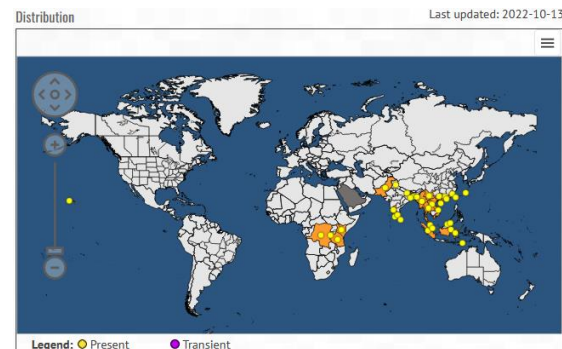 Distribution
Last updated: 2022-10-13
Legend: Present Transient